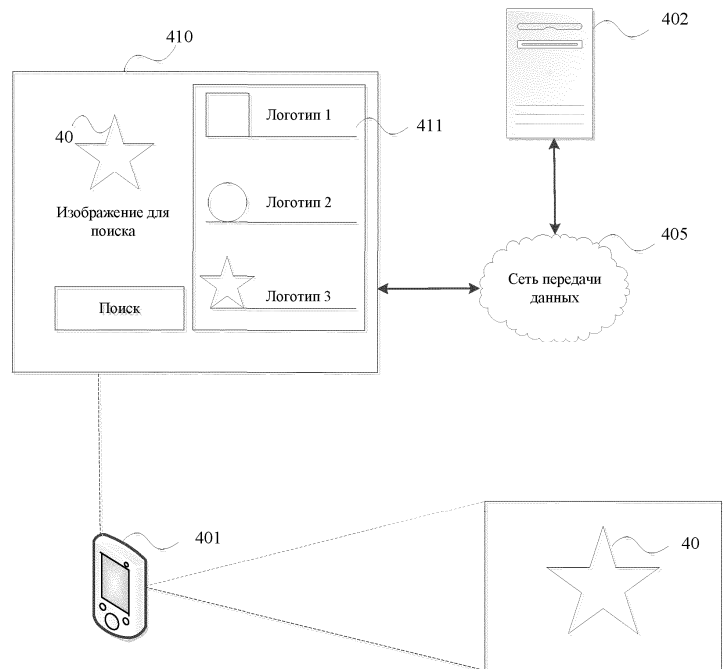 410
402
40
Логотип 1
411
Изображение для
поиска
Логотип 2
405
Сеть передачи
данных
Поиск
Логотип 3
401
40